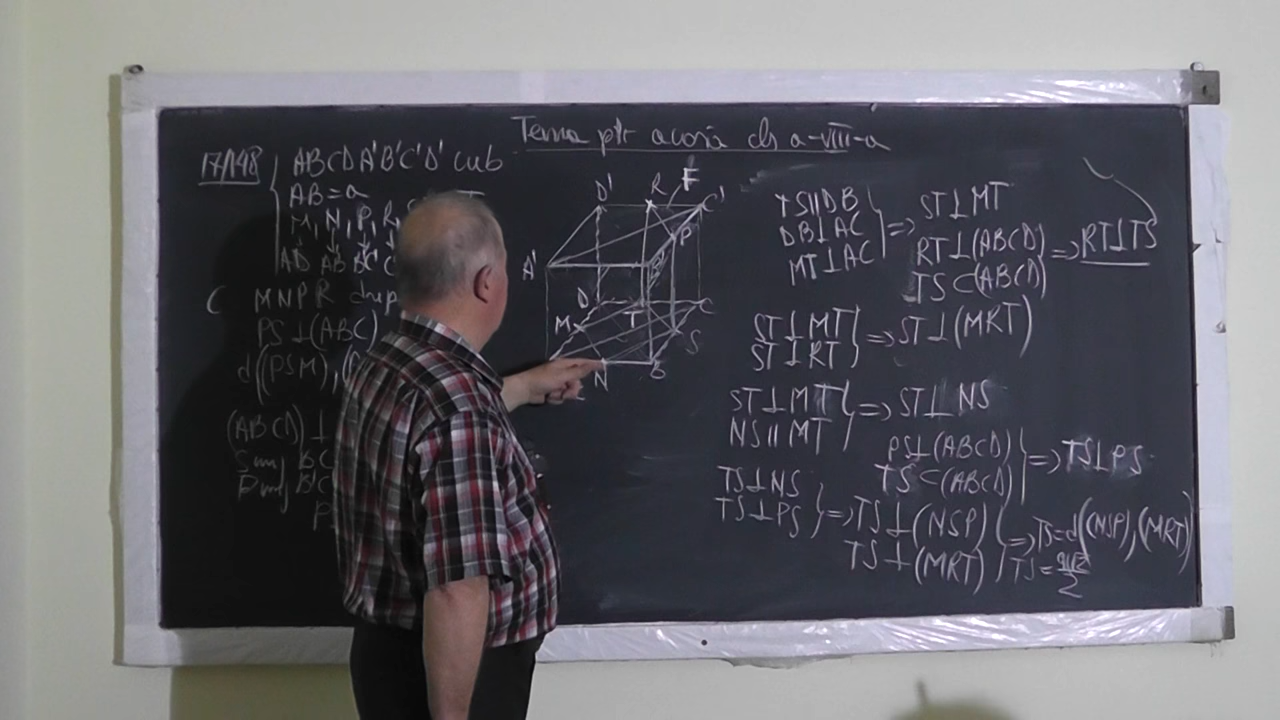 Tema ptr acasă cls a-VIII-a
17/148
ABCDA'B'C'D' cub
AB=a
M, N, P, R,
AD AB B'C'
MNPR
PS⊥(ABC)
d((PSM),
(ABCD)⊥
S mij BC
P mij B'C'
D' R F C'
A' B' P
D T C
M S
N B
TS∥DB
DB⊥AC
MT∥AC
=> ST⊥MT
RT⊥(ABCD)
TS⊂(ABCD)
=> RT⊥TS
ST⊥MT
ST⊥RT
=> ST⊥(MRT)
ST⊥MT
NS∥MT
=> ST⊥NS
PS⊥(ABCD)
TS⊂(ABCD)
=> TS⊥PS
TS⊥NS
TS⊥PS
=> TS⊥(NSP)
TS⊥(MRT)
=> TS=d((NSP),(MRT))
TS=a√2/2